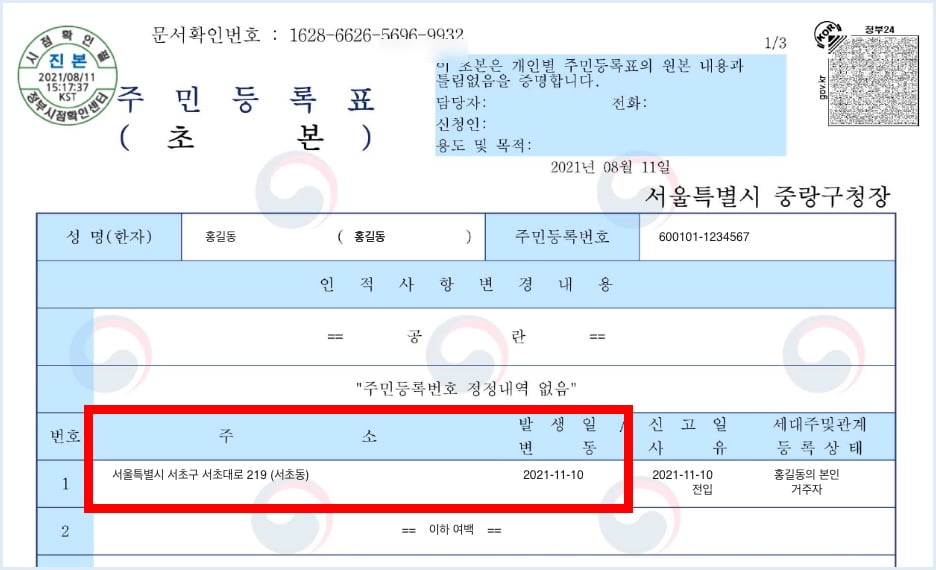 시점확인필
진본
2021/08/11
15:17:37
KST
정부시점확인센터
문서확인번호 : 1628-6626-5696-9932
1/3
정부24
KOR
gov.kr
주 민 등 록 표
( 초 본 )
이 초본은 개인별 주민등록표의 원본 내용과
틀림없음을 증명합니다.
담당자: 전화:
신청인:
용도 및 목적:
2021년 08월 11일
서울특별시 중랑구청장
성 명(한자) 홍길동 ( 홍길동 ) 주민등록번호 600101-1234567
인 적 사 항 변 경 내 용
== 공 란 ==
"주민등록번호 정정내역 없음"
번호 주 소 발 생 일 / 신 고 일 세대주및관계
변 동 사 유 등 록 상 태
1 서울특별시 서초구 서초대로 219 (서초동) 2021-11-10 2021-11-10 홍길동의 본인
전입 거주자
2 == 이하 여백 ==